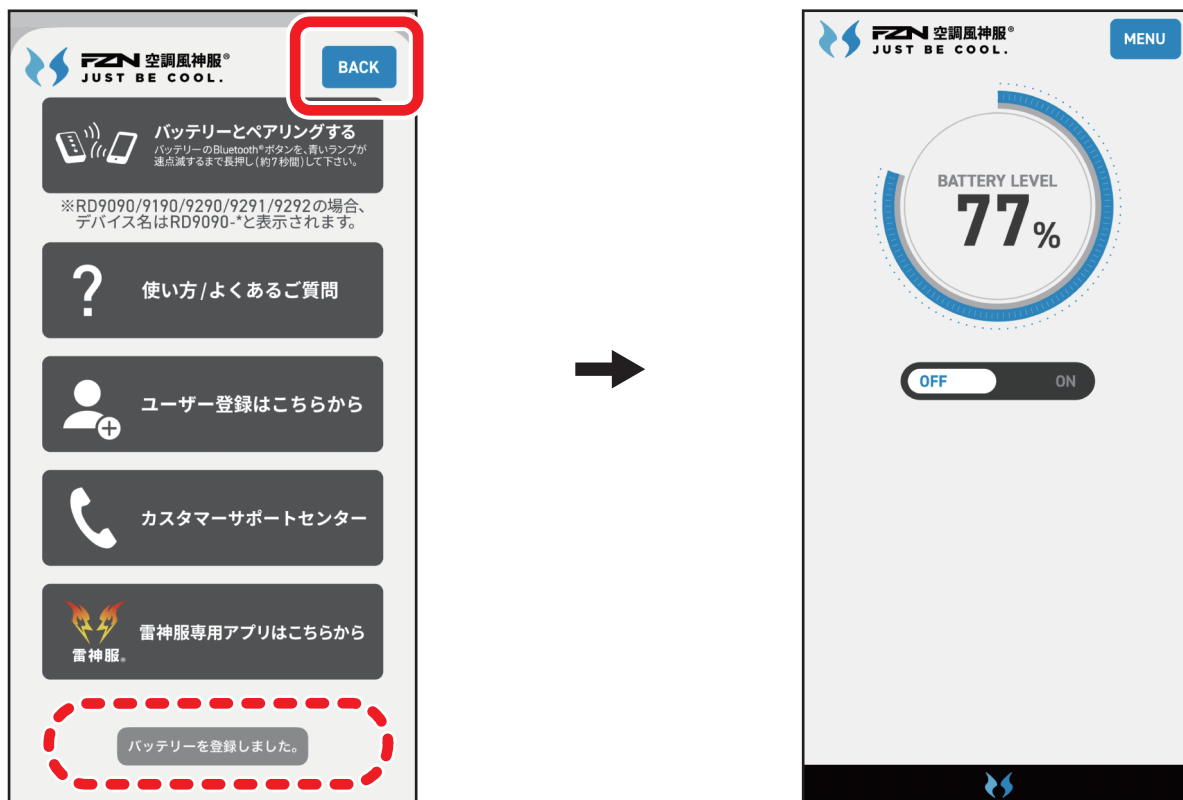 FZN 空調風神服®
JUST BE COOL.
BACK
バッテリーとペアリングする
バッテリーのBluetooth®ボタンを、青いランプが
速点滅するまで長押し(約7秒間)して下さい。
※RD9090/9190/9290/9291/9292の場合、
デバイス名はRD9090-*と表示されます。
?
使い方/よくあるご質問
ユーザー登録はこちらから
カスタマーサポートセンター
雷神服®
雷神服専用アプリはこちらから
バッテリーを登録しました。
FZN 空調風神服®
JUST BE COOL.
MENU
BATTERY LEVEL
77%
OFF
ON